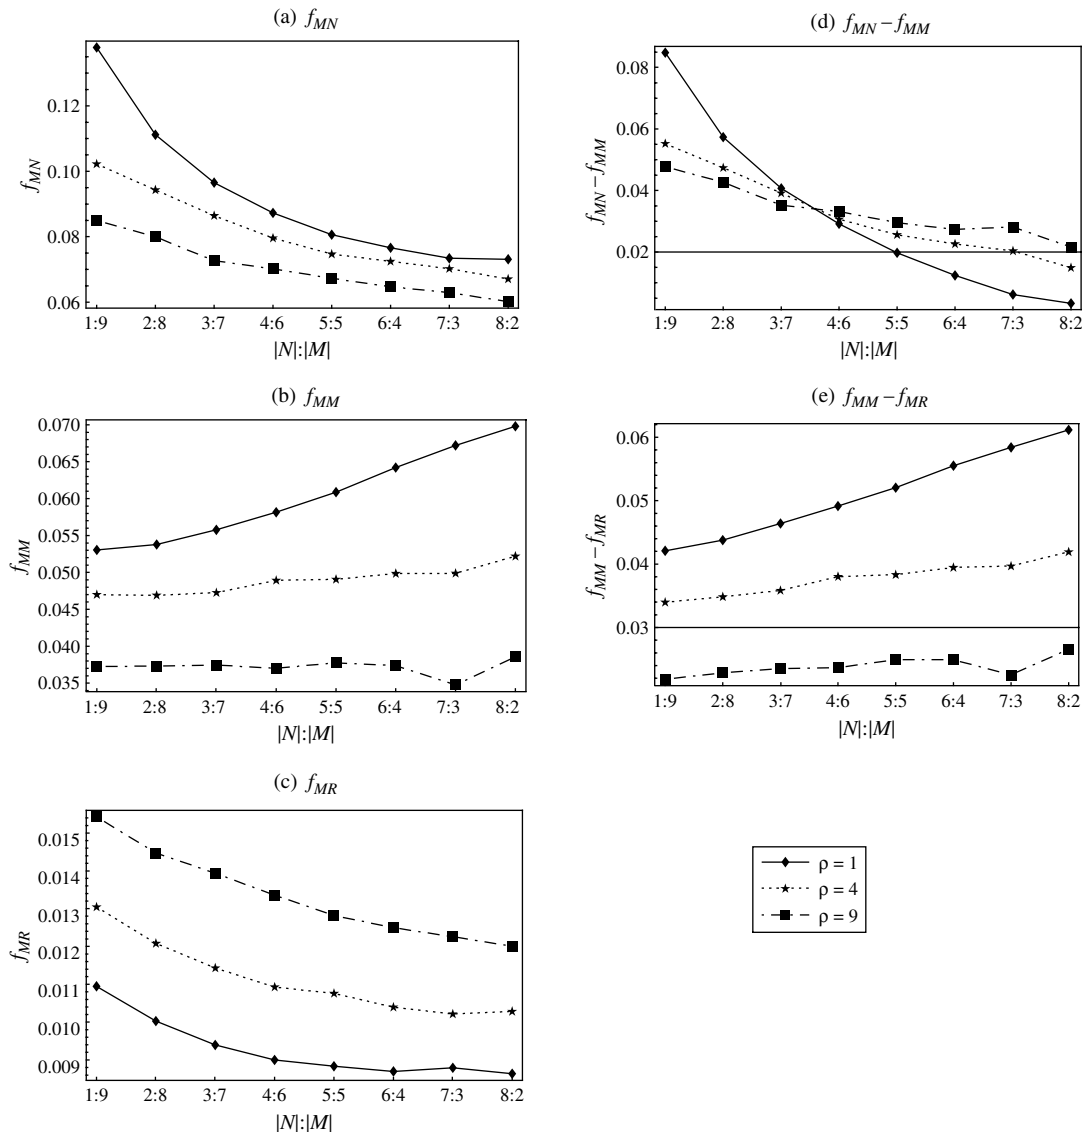 (a) f_MN
0.12
0.10
0.08
0.06
f_MN
1:9 2:8 3:7 4:6 5:5 6:4 7:3 8:2
|N|:|M|
(b) f_MM
0.070
0.065
0.060
0.055
0.050
0.045
0.040
0.035
f_MM
1:9 2:8 3:7 4:6 5:5 6:4 7:3 8:2
|N|:|M|
(c) f_MR
0.015
0.014
0.013
0.012
0.011
0.010
0.009
f_MR
1:9 2:8 3:7 4:6 5:5 6:4 7:3 8:2
|N|:|M|
(d) f_MN − f_MM
0.08
0.06
0.04
0.02
f_MN − f_MM
1:9 2:8 3:7 4:6 5:5 6:4 7:3 8:2
|N|:|M|
(e) f_MM − f_MR
0.06
0.05
0.04
0.03
f_MM − f_MR
1:9 2:8 3:7 4:6 5:5 6:4 7:3 8:2
|N|:|M|
ρ = 1
ρ = 4
ρ = 9